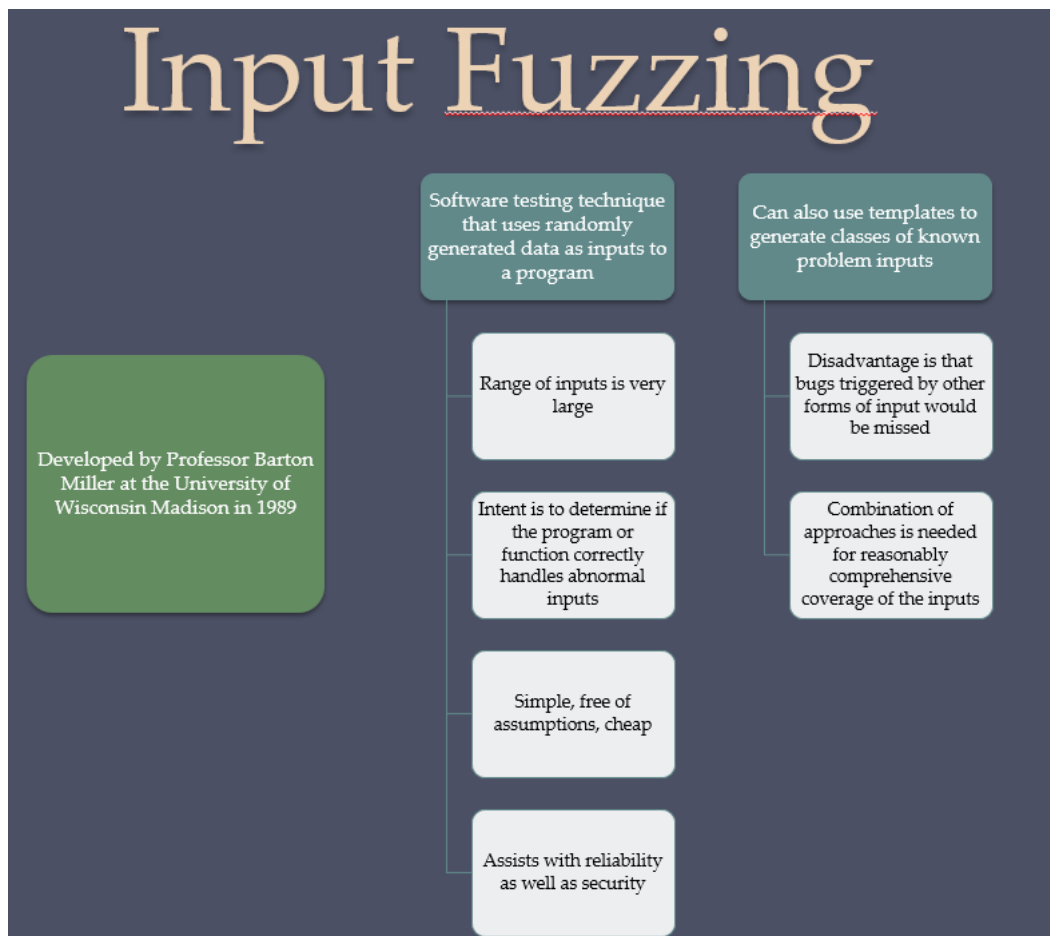 Input Fuzzing
Developed by Professor Barton
Miller at the University of
Wisconsin Madison in 1989
Software testing technique
that uses randomly
generated data as inputs to
a program
Range of inputs is very
large
Intent is to determine if
the program or
function correctly
handles abnormal
inputs
Simple, free of
assumptions, cheap
Assists with reliability
as well as security
Can also use templates to
generate classes of known
problem inputs
Disadvantage is that
bugs triggered by other
forms of input would
be missed
Combination of
approaches is needed
for reasonably
comprehensive
coverage of the inputs